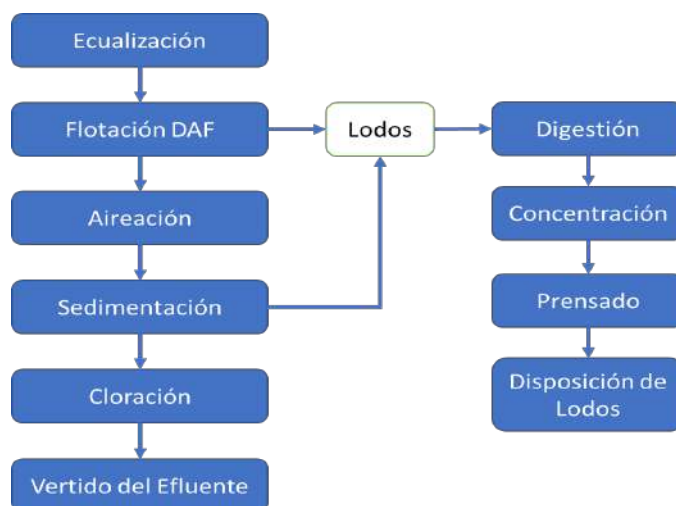 Ecualización
Flotación DAF
Aireación
Sedimentación
Cloración
Vertido del Efluente
Lodos
Digestión
Concentración
Prensado
Disposición de
Lodos